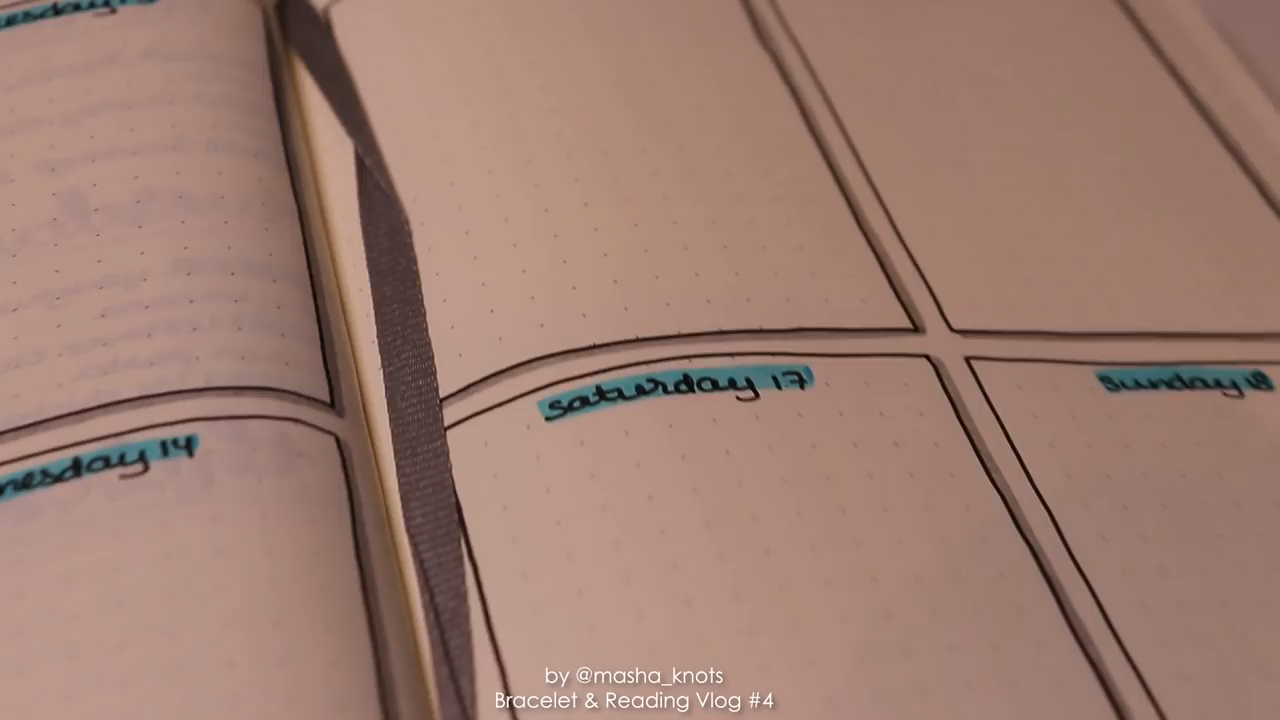 nesday 14
saturday 17
sunday 18
by @masha_knots
Bracelet & Reading Vlog #4